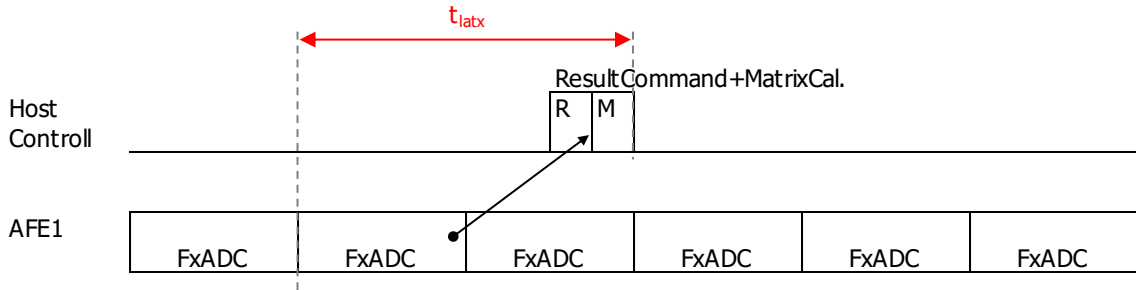 tlatx
ResultCommand+MatrixCal.
Host
Controll
R M
AFE1
FxADC FxADC FxADC FxADC FxADC FxADC